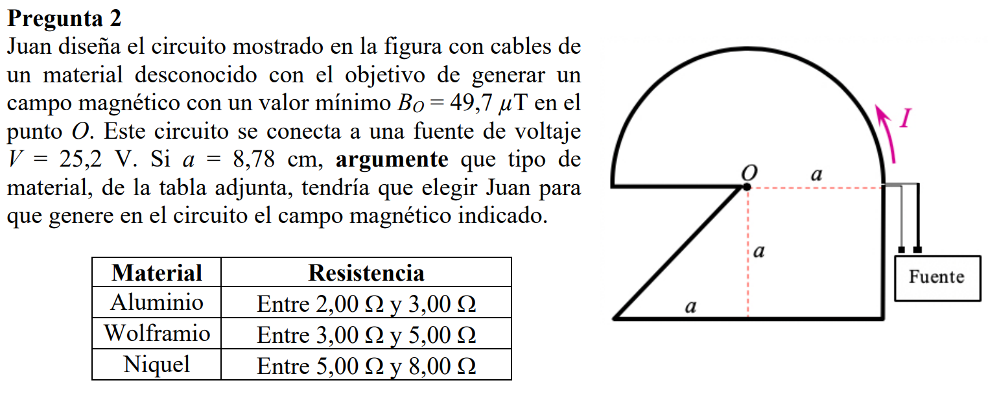 Pregunta 2
Juan diseña el circuito mostrado en la figura con cables de
un material desconocido con el objetivo de generar un
campo magnético con un valor mínimo BO = 49,7 μT en el
punto O. Este circuito se conecta a una fuente de voltaje
V = 25,2 V. Si a = 8,78 cm, argumente que tipo de
material, de la tabla adjunta, tendría que elegir Juan para
que genere en el circuito el campo magnético indicado.
Material Resistencia
Aluminio Entre 2,00 Ω y 3,00 Ω
Wolframio Entre 3,00 Ω y 5,00 Ω
Niquel Entre 5,00 Ω y 8,00 Ω
I
O
a
a
a
Fuente